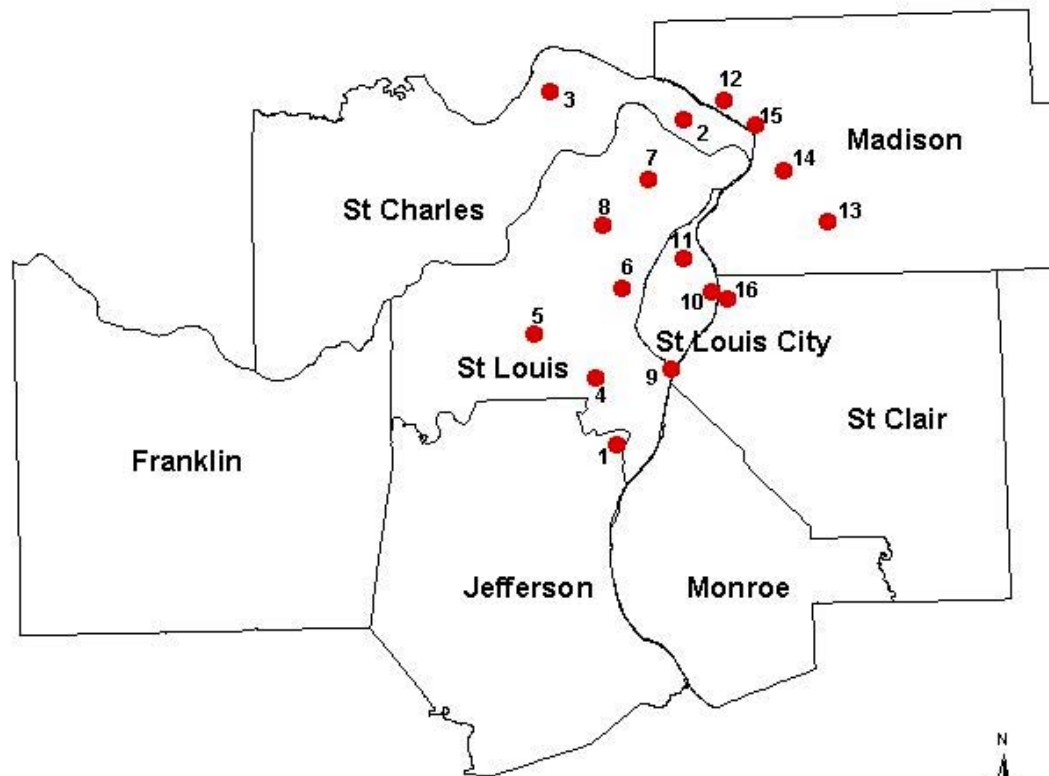 12
3
15
2
Madison
14
7
St Charles
8
13
11
6
10
16
5
St Louis City
St Louis
9
4
St Clair
1
Franklin
Jefferson
Monroe
N